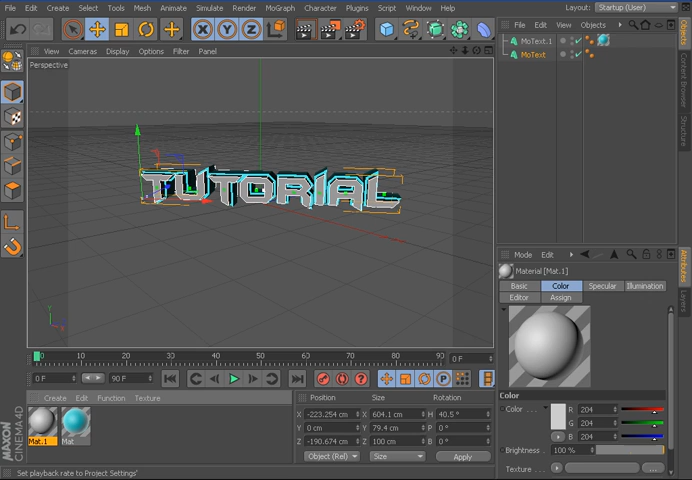 File Edit Create Select Tools Mesh Animate Simulate Render MoGraph Character Plugins Script Window Help Layout: Startup (User)
X Y Z
File Edit View Objects
MoText.1
MoText
View Cameras Display Options Filter Panel
Perspective
TUTORIAL
Y
Objects
Content Browser
Structure
Mode Edit
Material [Mat.1]
Basic Color Specular Illumination
Editor Assign
Attributes
Layers
Color
Color R 204
G 204
B 204
Brightness 100 %
Texture ...
0 10 20 30 40 50 60 70 80 90 0 F
0 F 90 F
P
Create Edit Function Texture
Mat.1 Mat
Position Size Rotation
X -223.254 cm X 604.1 cm H 40.5 °
Y 0 cm Y 79.4 cm P 0 °
Z -190.674 cm Z 100 cm B 0 °
Object (Rel) Size Apply
MAXON
CINEMA4D
Set playback rate to Project Settings'